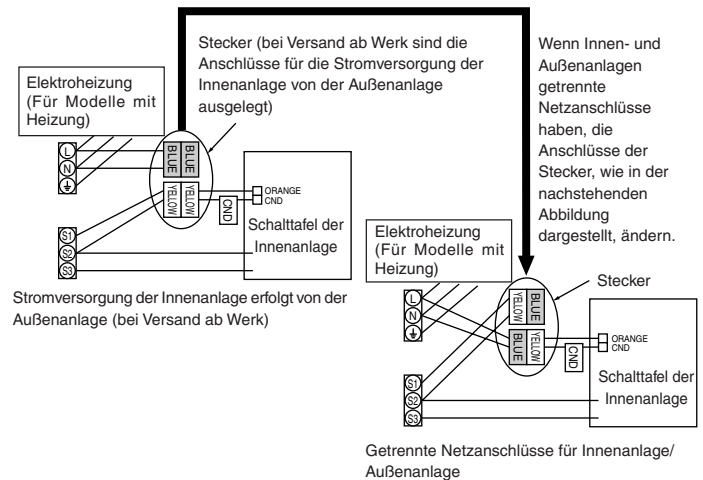 Stecker (bei Versand ab Werk sind die
Anschlüsse für die Stromversorgung der
Innenanlage von der Außenanlage
ausgelegt)
Elektroheizung
(Für Modelle mit
Heizung)
L
N
BLUE
BLUE
YELLOW
YELLOW
CND
ORANGE
CND
Schalttafel der
Innenanlage
S1
S2
S3
Stromversorgung der Innenanlage erfolgt von der
Außenanlage (bei Versand ab Werk)
Wenn Innen- und
Außenanlagen
getrennte
Netzanschlüsse
haben, die
Anschlüsse der
Stecker, wie in der
nachstehenden
Abbildung
dargestellt, ändern.
Elektroheizung
(Für Modelle mit
Heizung)
Stecker
L
N
YELLOW
BLUE
BLUE
YELLOW
CND
ORANGE
CND
Schalttafel der
Innenanlage
S1
S2
S3
Getrennte Netzanschlüsse für Innenanlage/
Außenanlage